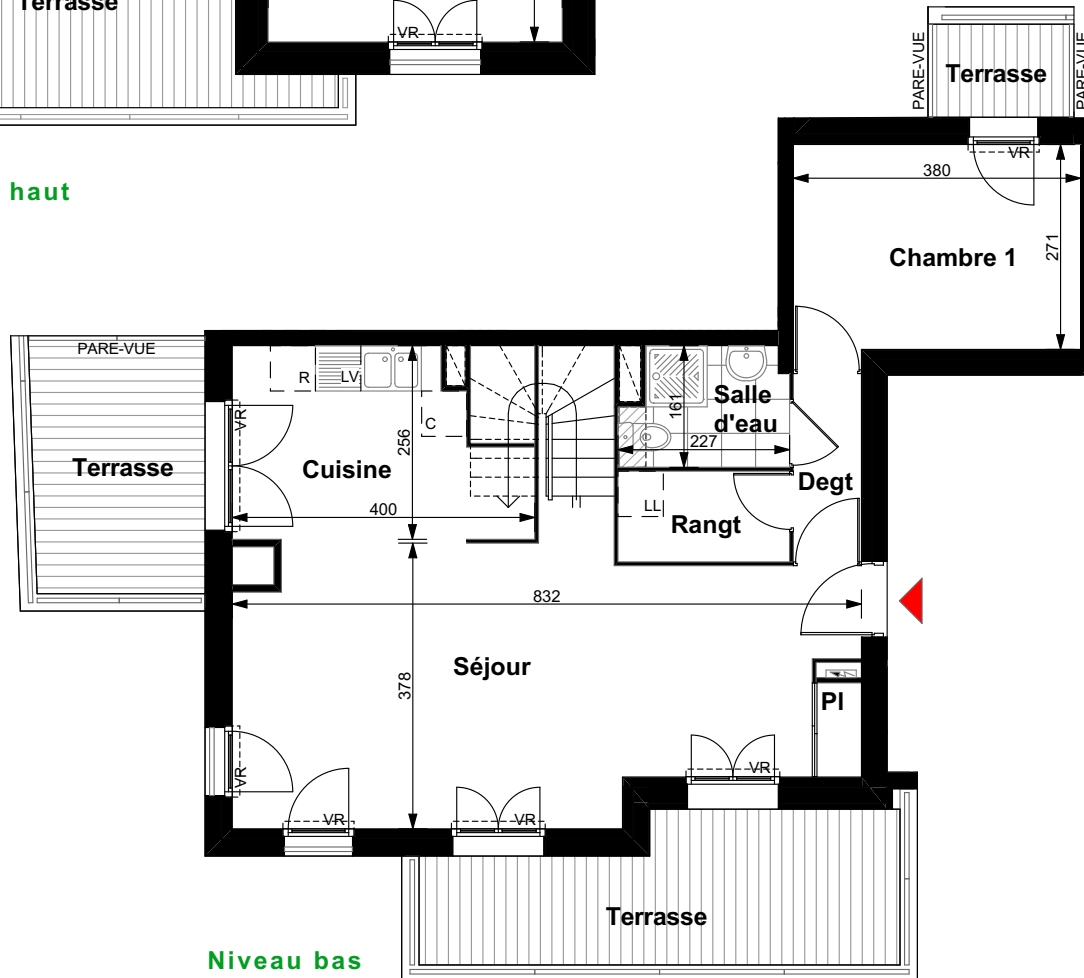 Terrasse
VR
haut
PARE-VUE
Terrasse
PARE-VUE
VR
380
Chambre 1
271
PARE-VUE
R
LV
C
VR
256
Cuisine
400
Terrasse
161
Salle
d'eau
227
Degt
LL
Rangt
832
Séjour
378
Pl
VR
VR
VR
VR
Terrasse
Niveau bas